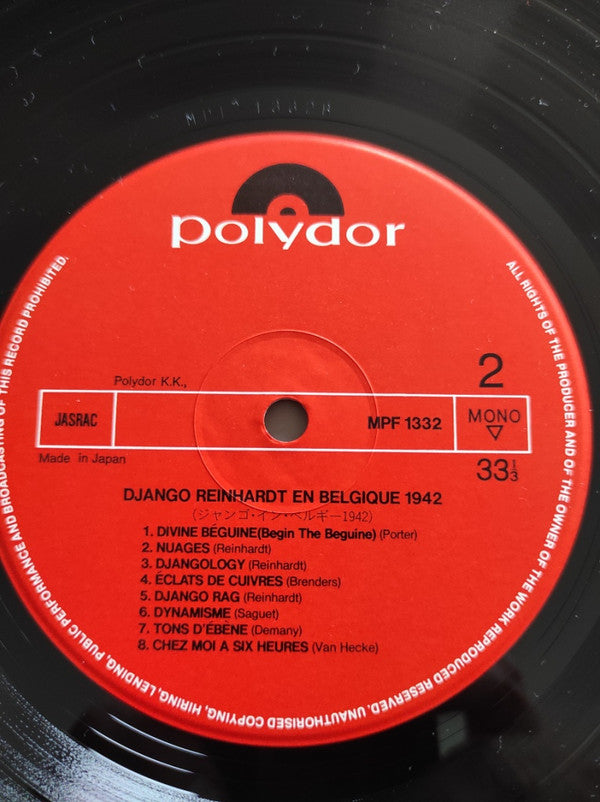 MPF 1332B
polydor
Polydor K.K.,
2
JASRAC
MPF 1332
MONO
Made in Japan
33⅓
DJANGO REINHARDT EN BELGIQUE 1942
(ジャンゴ・イン・ベルギー1942)
1. DIVINE BÉGUINE(Begin The Beguine) (Porter)
2. NUAGES (Reinhardt)
3. DJANGOLOGY (Reinhardt)
4. ÉCLATS DE CUIVRES (Brenders)
5. DJANGO RAG (Reinhardt)
6. DYNAMISME (Saguet)
7. TONS D'ÉBÈNE (Demany)
8. CHEZ MOI A SIX HEURES (Van Hecke)
ALL RIGHTS OF THE PRODUCER AND OF THE OWNER OF THE WORK REPRODUCED RESERVED. UNAUTHORISED COPYING, HIRING, LENDING, PUBLIC PERFORMANCE AND BROADCASTING OF THIS RECORD PROHIBITED.